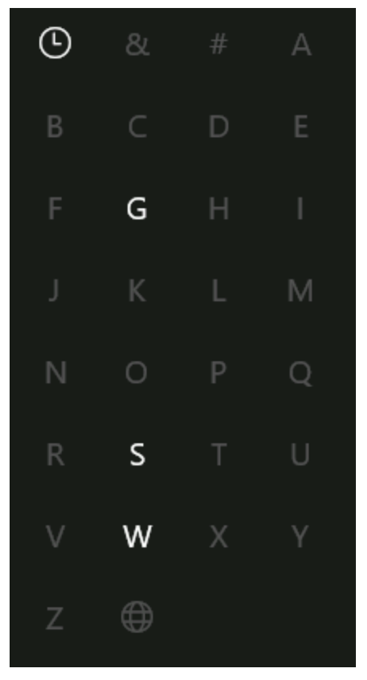 & # A
B C D E
F G H I
J K L M
N O P Q
R S T U
V W X Y
Z